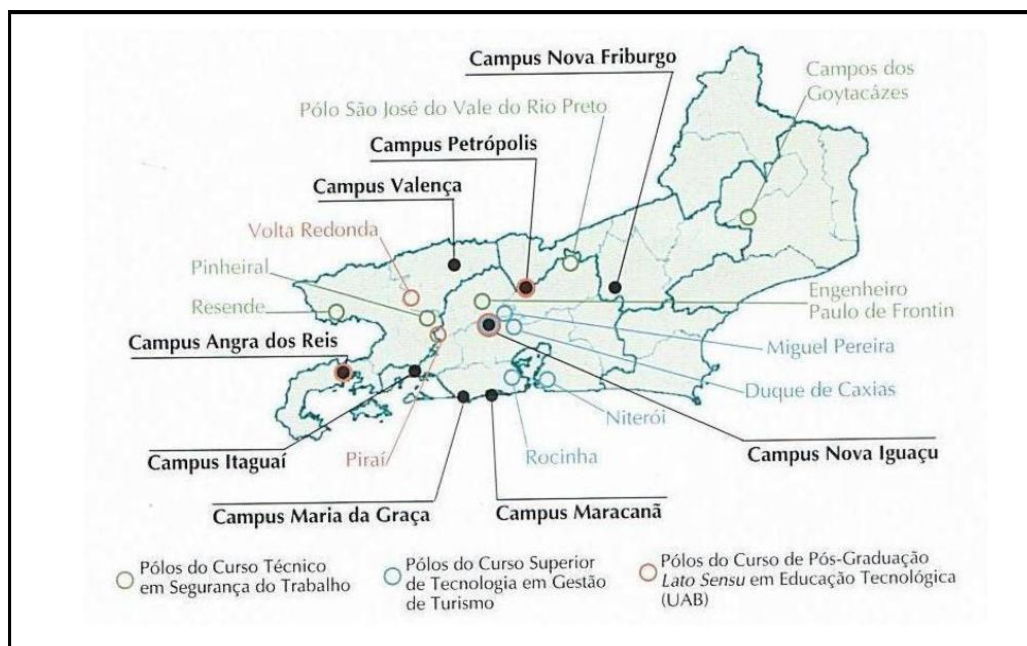 Campus Nova Friburgo
Campos dos
Goytacázes
Pólo São José do Vale do Rio Preto
Campus Petrópolis
Campus Valença
Volta Redonda
Pinheiral
Resende
Engenheiro
Paulo de Frontin
Campus Angra dos Reis
Miguel Pereira
Duque de Caxias
Niterói
Campus Itaguaí
Piraí
Rocinha
Campus Nova Iguaçu
Campus Maria da Graça
Campus Maracanã
Pólos do Curso Técnico
em Segurança do Trabalho
Pólos do Curso Superior
de Tecnologia em Gestão
de Turismo
Pólos do Curso de Pós-Graduação
Lato Sensu em Educação Tecnológica
(UAB)